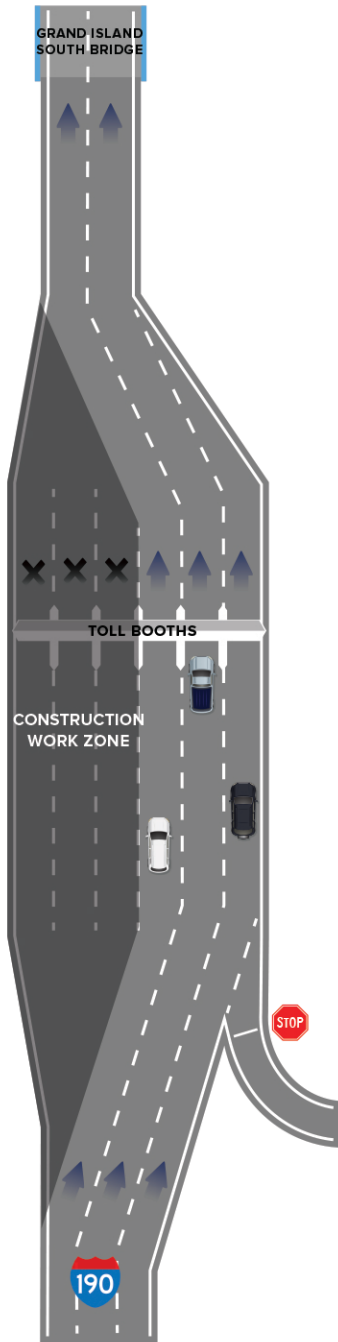 GRAND ISLAND
SOUTH BRIDGE
TOLL BOOTHS
CONSTRUCTION
WORK ZONE
STOP
190